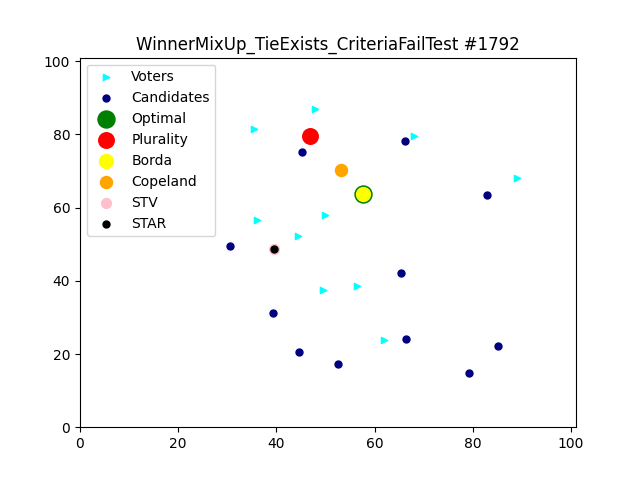 WinnerMixUp_TieExists_CriteriaFailTest #1792
100
80
60
40
20
0
Voters
Candidates
Optimal
Plurality
Borda
Copeland
STV
STAR
0 20 40 60 80 100